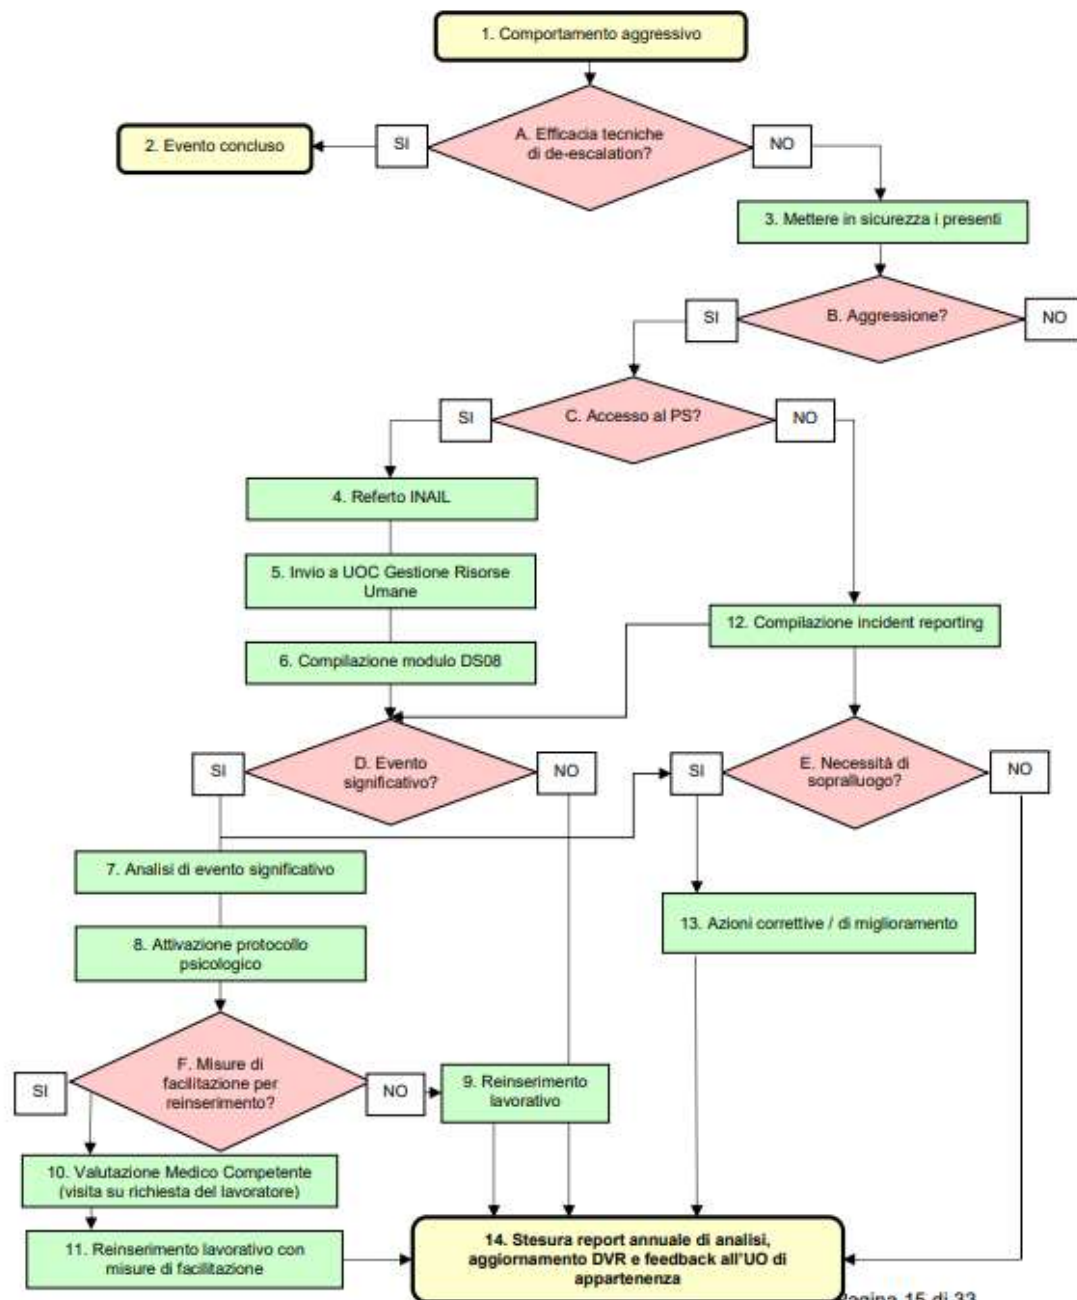 1. Comportamento aggressivo
A. Efficacia tecniche
di de-escalation?
SI
NO
2. Evento concluso
3. Mettere in sicurezza i presenti
B. Aggressione?
SI
NO
C. Accesso al PS?
SI
NO
4. Referto INAIL
5. Invio a UOC Gestione Risorse
Umane
12. Compilazione incident reporting
6. Compilazione modulo DS08
D. Evento
significativo?
SI
NO
E. Necessità di
sopralluogo?
SI
NO
7. Analisi di evento significativo
13. Azioni correttive / di miglioramento
8. Attivazione protocollo
psicologico
F. Misure di
facilitazione per
reinserimento?
SI
NO
9. Reinserimento
lavorativo
10. Valutazione Medico Competente
(visita su richiesta del lavoratore)
11. Reinserimento lavorativo con
misure di facilitazione
14. Stesura report annuale di analisi,
aggiornamento DVR e feedback all'UO di
appartenenza
Pagina 15 di 33